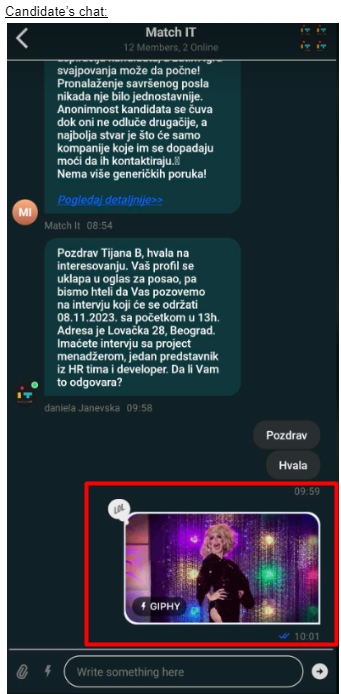 Candidate's chat:
Match IT
12 Members, 2 Online
svajpovanja može da počne!
Pronalaženje savršenog posla
nikada nje bilo jednostavnije.
Anonimnost kandidata se čuva
dok oni ne odluče drugačije, a
najbolja stvar je što će samo
kompanije koje im se dopadaju
moći da ih kontaktiraju.
Nema više generičkih poruka!
Pogledaj detaljnije>>
MI
Match It 08:54
Pozdrav Tijana B, hvala na
interesovanju. Vaš profil se
uklapa u oglas za posao, pa
bismo hteli da Vas pozovemo
na intervju koji će se održati
08.11.2023. sa početkom u 13h.
Adresa je Lovačka 28, Beograd.
Imaćete intervju sa project
menadžerom, jedan predstavnik
iz HR tima i developer. Da li Vam
to odgovara?
daniela Janevska 09:58
Pozdrav
Hvala
09:59
LOL
GIPHY
10:01
Write something here